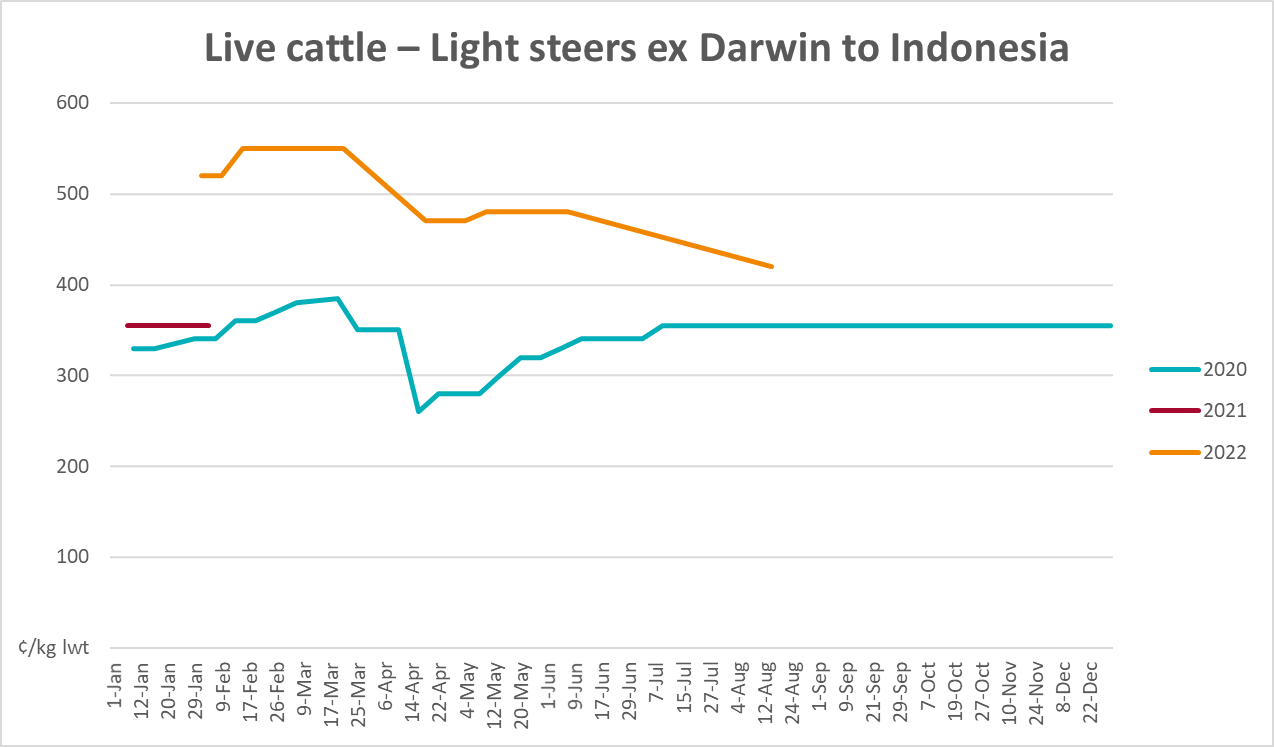 Live cattle – Light steers ex Darwin to Indonesia
600
500
400
300
200
100
¢/kg lwt
1-Jan
12-Jan
20-Jan
29-Jan
9-Feb
17-Feb
26-Feb
9-Mar
17-Mar
25-Mar
6-Apr
14-Apr
22-Apr
4-May
12-May
20-May
1-Jun
9-Jun
17-Jun
29-Jun
7-Jul
15-Jul
27-Jul
4-Aug
12-Aug
24-Aug
1-Sep
9-Sep
21-Sep
29-Sep
7-Oct
19-Oct
27-Oct
10-Nov
24-Nov
8-Dec
22-Dec
2020
2021
2022